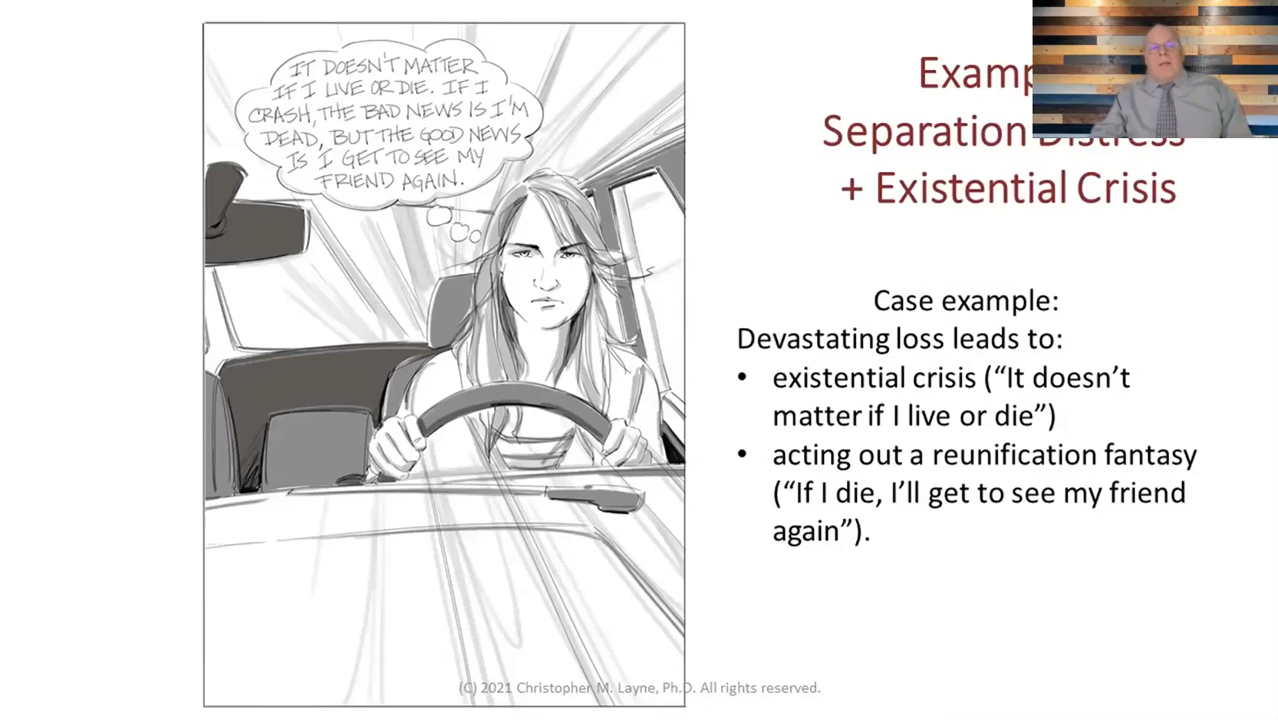 IT DOESN'T MATTER
IF I LIVE OR DIE. IF I
CRASH, THE BAD NEWS IS I'M
DEAD, BUT THE GOOD NEWS
IS I GET TO SEE MY
FRIEND AGAIN.
Separation Distress
+ Existential Crisis
Case example:
Devastating loss leads to:
• existential crisis (“It doesn’t
matter if I live or die”)
• acting out a reunification fantasy
(“If I die, I’ll get to see my friend
again”).
(C) 2021 Christopher M. Layne, Ph.D. All rights reserved.